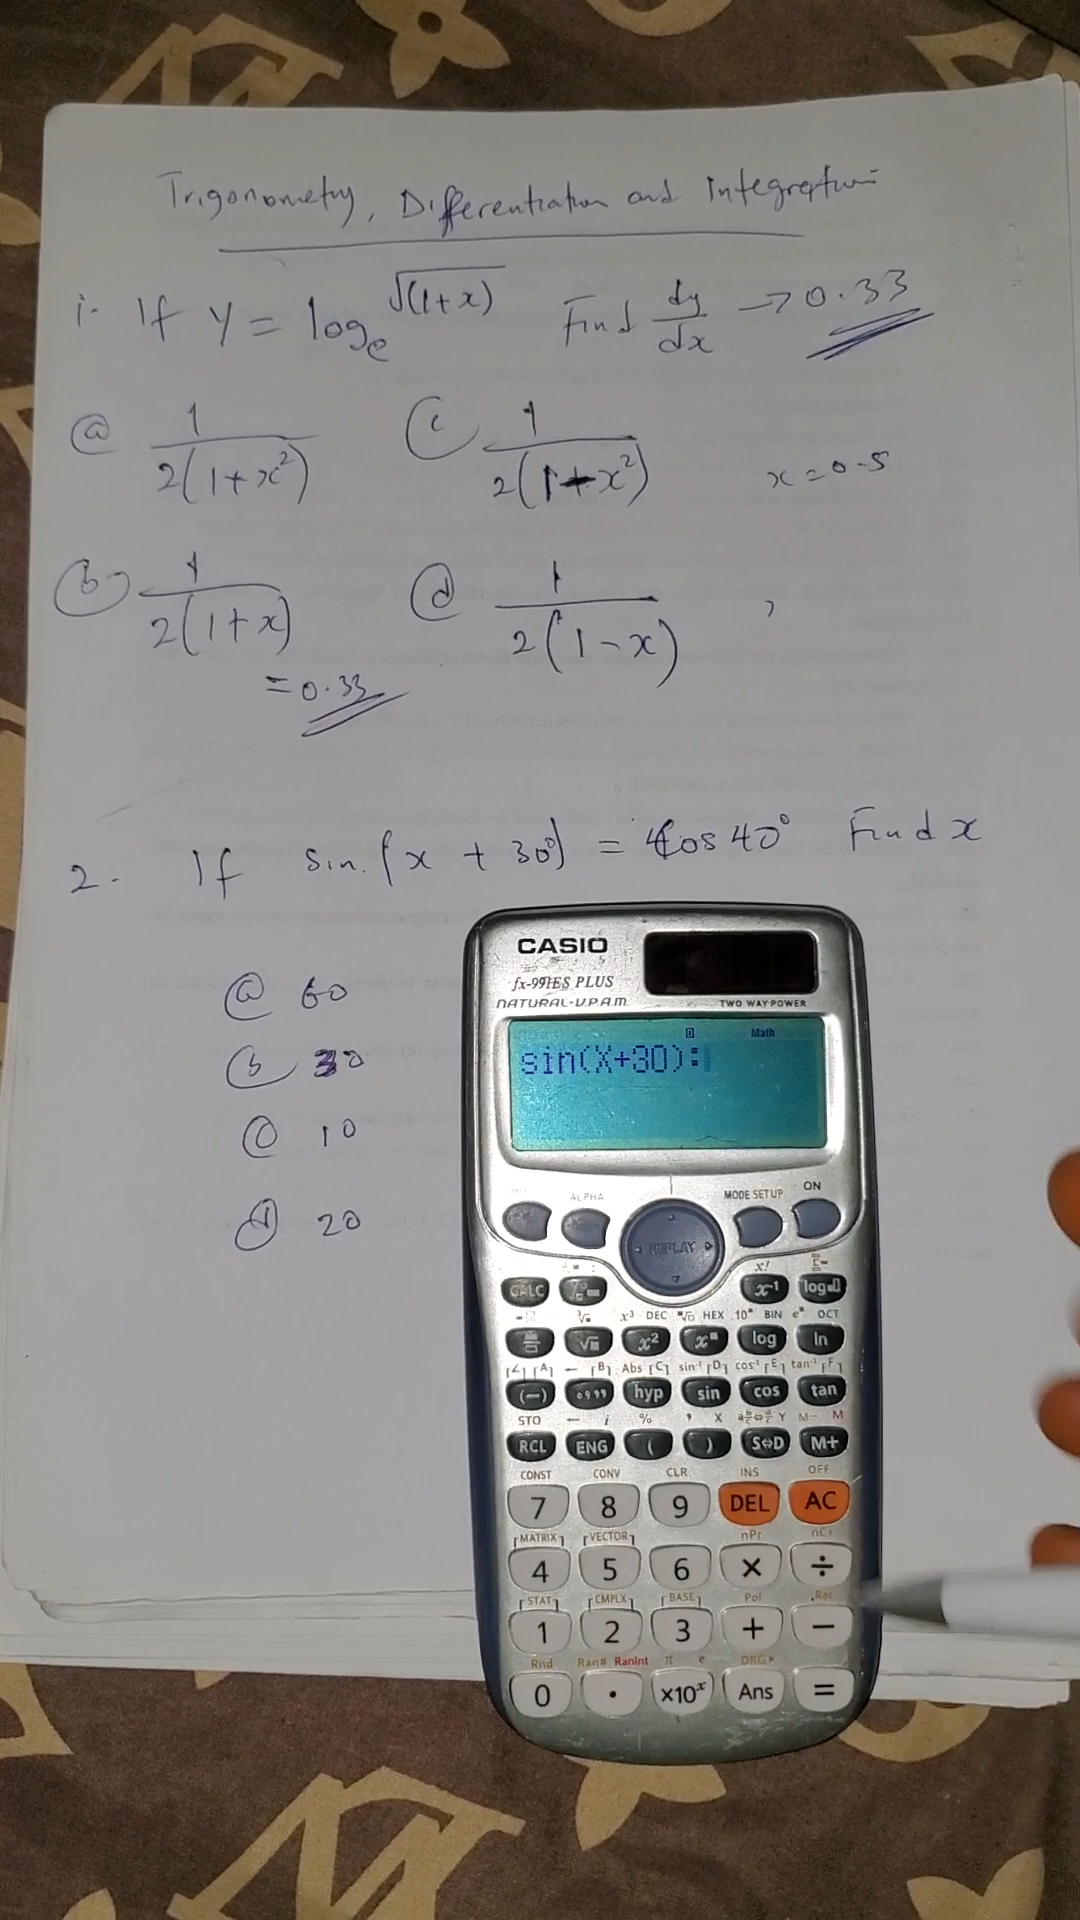 Trigonometry, Differentiation and Integration
1. If y = logₑ √(1+x) Find dy/dx → 0.33
(a) 1/2(1+x²) (c) 1/2(1+x²) x = 0.5
(b) 1/2(1+x) (d) 1/2(1-x)
= 0.33
2. If sin (x + 30°) = Cos 40° Find x
(a) 60
(b) 30
(c) 10
(d) 20
CASIO
fx-991ES PLUS
NATURAL-V.P.A.M.
TWO WAY POWER
D Math
sin(X+30):
ALPHA MODE SETUP ON
REPLAY
x!
CALC x⁻¹ log
x³ DEC HEX 10ˣ BIN eˣ OCT
x² log ln
[A] ← [B] Abs [C] sin⁻¹ [D] cos⁻¹ [E] tan⁻¹ [F]
(−) hyp sin cos tan
STO ← i % , X Y M− M
RCL ENG ( ) S⇔D M+
CONST CONV CLR INS OFF
7 8 9 DEL AC
[MATRIX] [VECTOR] nPr nCr
4 5 6 × ÷
[STAT] [CMPLX] [BASE] Pol Rec
1 2 3 + −
Rnd Ran# RanInt π e DRG▸
0 . ×10ˣ Ans =